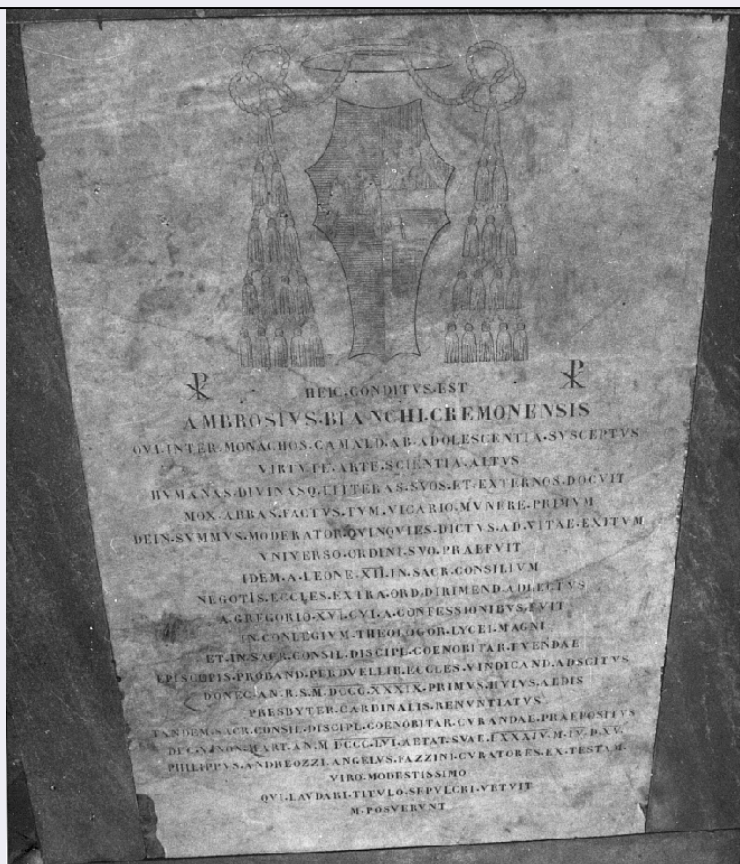 HEIC·CONDITVS·EST
AMBROSIVS·BIANCHI·CREMONENSIS
QVI·INTER·MONACHOS·CAMALD·AB·ADOLESCENTIA·SVSCEPTVS
VIRTVTE·ARTE·SCIENTIA·ALTVS
HVMANAS·DIVINASQ·LITTERAS·SVOS·ET·EXTERNOS·DOCVIT
MOX·ABBAS·FACTVS·TVM·VICARIO·MVNERE·PRIMVM
DEIN·SVMMVS·MODERATOR·QVINQVIES·DICTVS·AD·VITAE·EXITVM
VNIVERSO·ORDINI·SVO·PRAEFVIT
IDEM·A·LEONE·XII·IN·SACR·CONSILIVM
NEGOTIS·ECCLES·EXTRA·ORD·DIRIMEND·ADLECTVS
A·GREGORIO·XVI·CVI·A·CONFESSIONIBVS·FVIT
IN·CONLEGIVM·THEOLOGOR·LYCEI·MAGNI
ET·IN·SACR·CONSIL·DISCIPL·COENOBITAR·TVENDAE
EPISCOPIS·PROBAND·PERDVELLIB·ECCLES·VINDICAND·ADSCITVS
DONEC·AN·R·S·M·DCCC·XXXIX·PRIMVS·HVIVS·AEDIS
PRESBYTER·CARDINALIS·RENVNTIATVS
TANDEM·SACR·CONSIL·DISCIPL·COENOBITAR·CVRANDAE·PRAEPOSITVS
NON·MART·AN·M·DCCC·LVI·AETAT·SVAE·LXXXIV·M·IV·D·XV
PHILIPPVS·ANDREOZZI·ANGELVS·FAZZINI·CVRATORES·EX·TESTAM·
VIRO·MODESTISSIMO
QVI·LAVDARI·TITVLO·SEPVLCRI·VETVIT
M·POSVERVNT